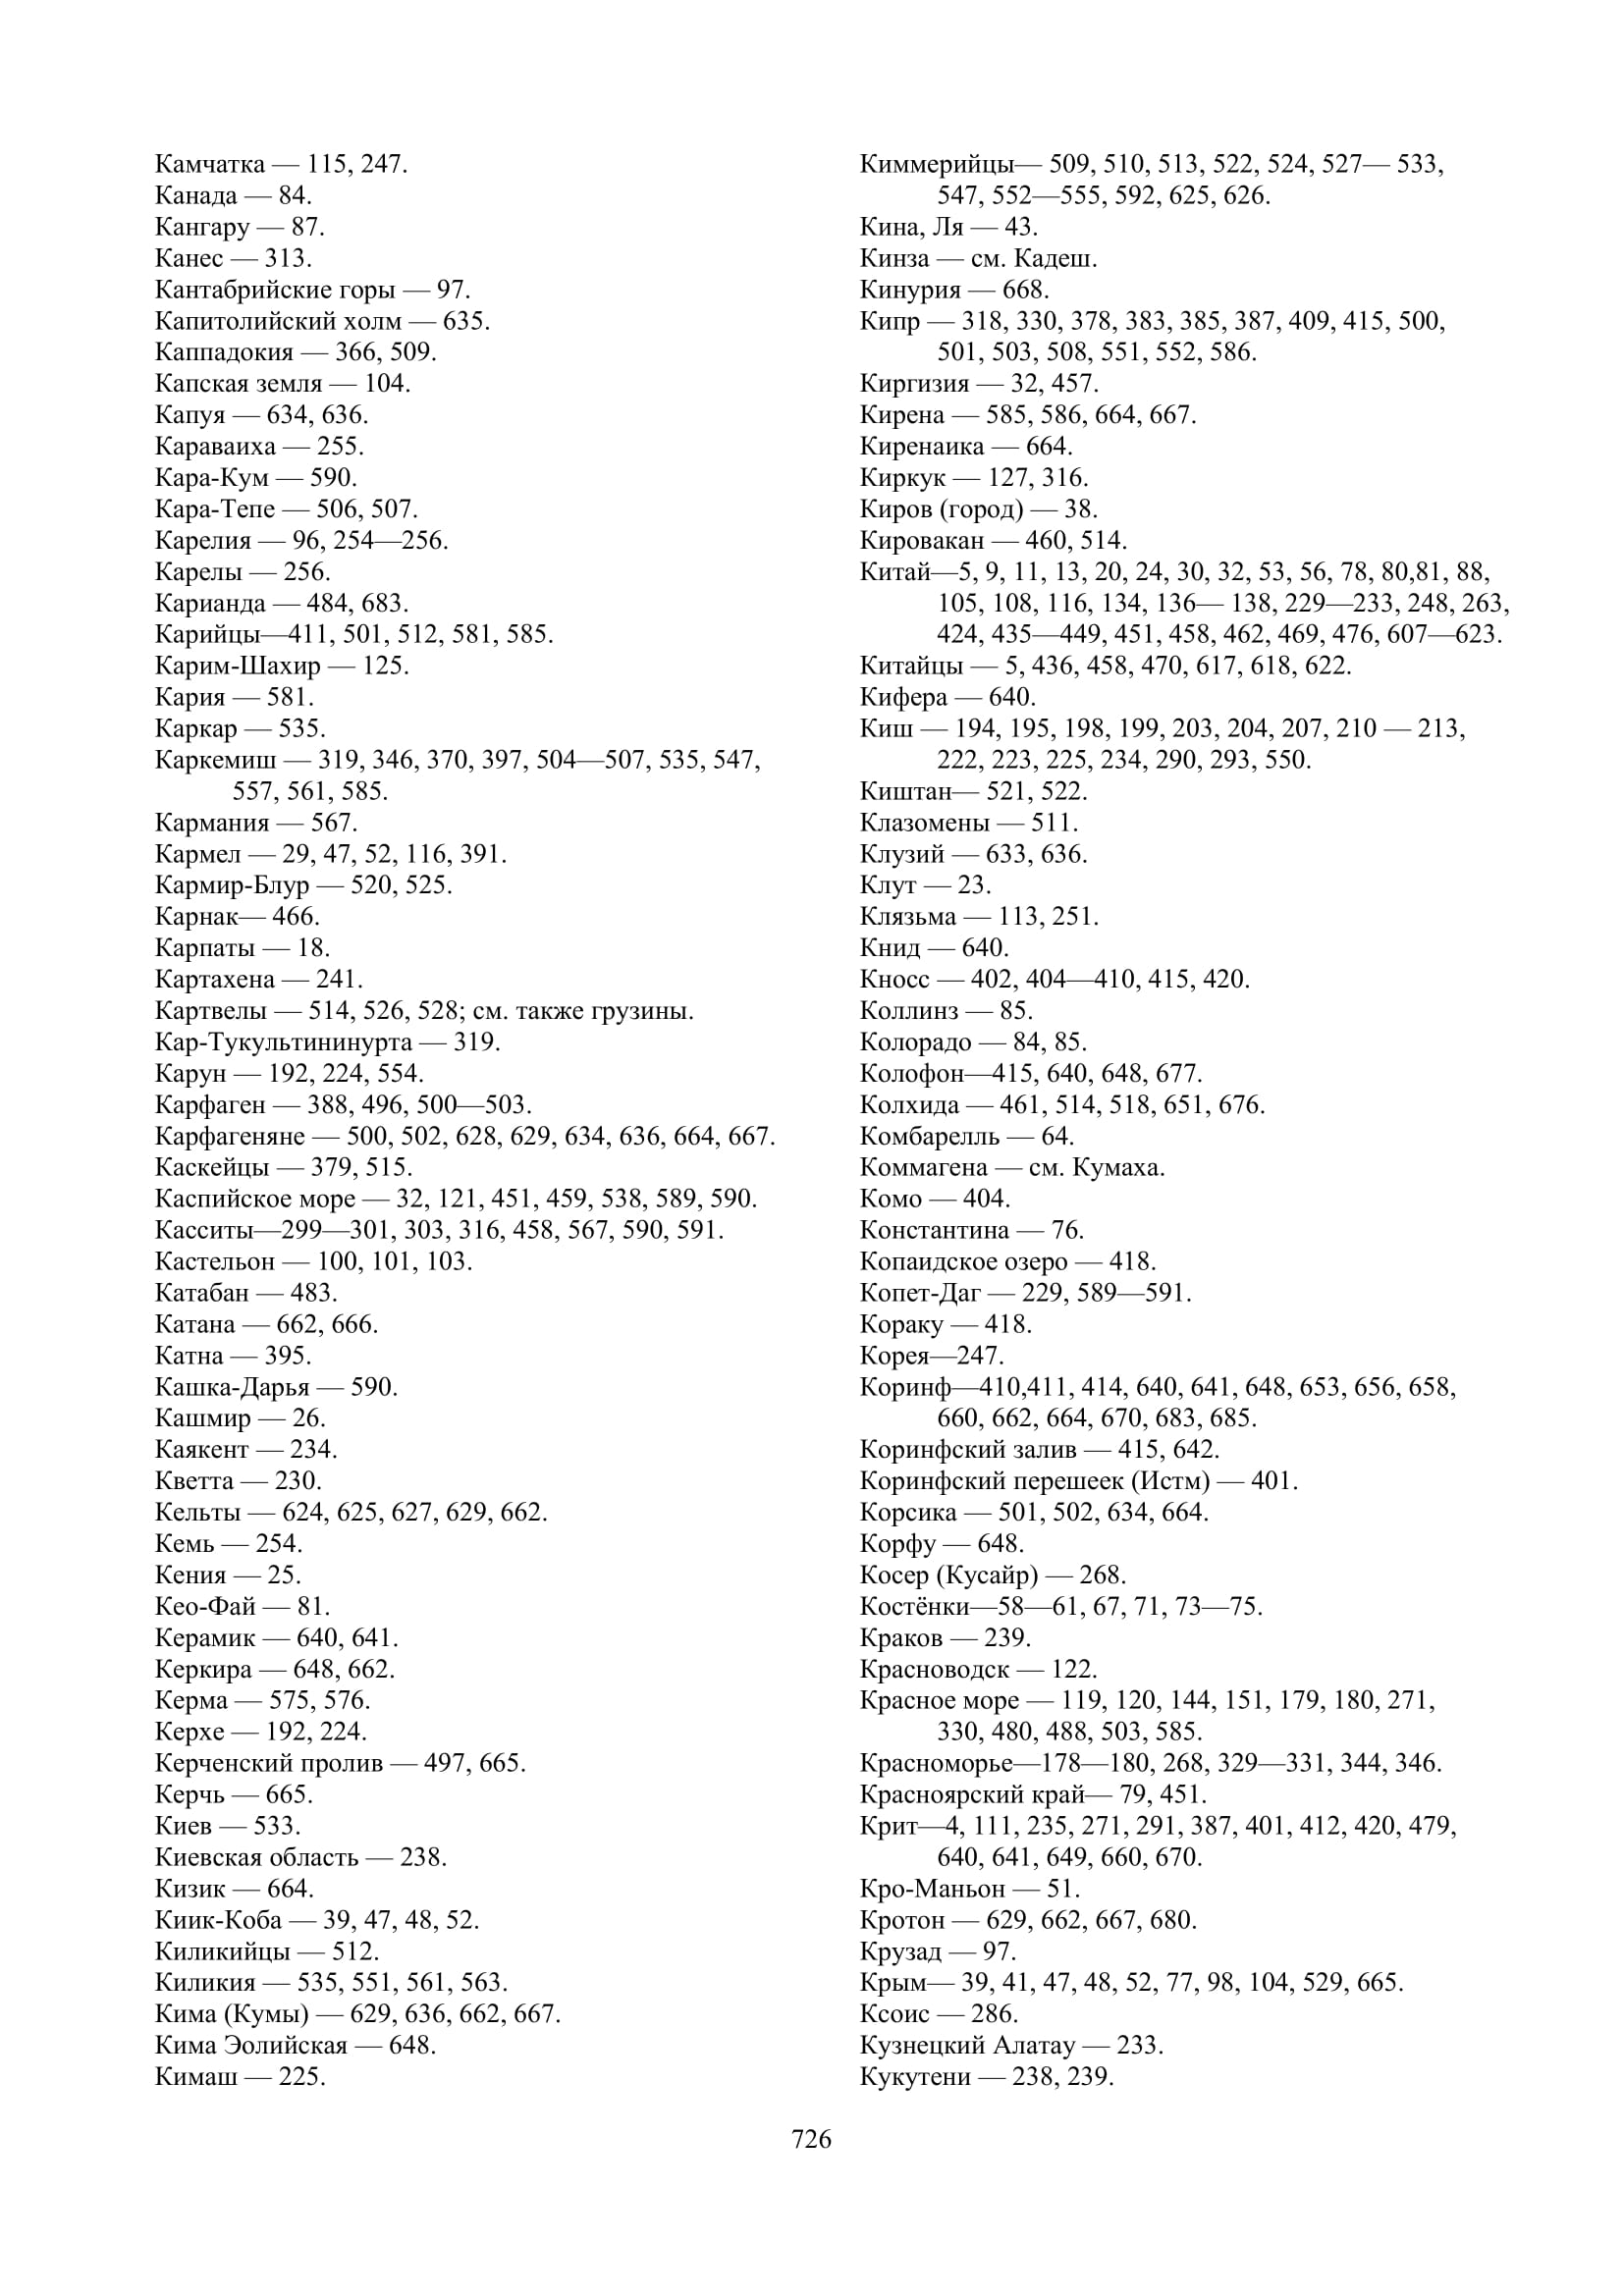 Камчатка — 115, 247.
Канада — 84.
Кангару — 87.
Канес — 313.
Кантабрийские горы — 97.
Капитолийский холм — 635.
Каппадокия — 366, 509.
Капская земля — 104.
Капуя — 634, 636.
Караваиха — 255.
Кара-Кум — 590.
Кара-Тепе — 506, 507.
Карелия — 96, 254—256.
Карелы — 256.
Карианда — 484, 683.
Карийцы—411, 501, 512, 581, 585.
Карим-Шахир — 125.
Кария — 581.
Каркар — 535.
Каркемиш — 319, 346, 370, 397, 504—507, 535, 547,
557, 561, 585.
Кармания — 567.
Кармел — 29, 47, 52, 116, 391.
Кармир-Блур — 520, 525.
Карнак— 466.
Карпаты — 18.
Картахена — 241.
Картвелы — 514, 526, 528; см. также грузины.
Кар-Тукультининурта — 319.
Карун — 192, 224, 554.
Карфаген — 388, 496, 500—503.
Карфагеняне — 500, 502, 628, 629, 634, 636, 664, 667.
Каскейцы — 379, 515.
Каспийское море — 32, 121, 451, 459, 538, 589, 590.
Касситы—299—301, 303, 316, 458, 567, 590, 591.
Кастельон — 100, 101, 103.
Катабан — 483.
Катана — 662, 666.
Катна — 395.
Кашка-Дарья — 590.
Кашмир — 26.
Каякент — 234.
Кветта — 230.
Кельты — 624, 625, 627, 629, 662.
Кемь — 254.
Кения — 25.
Кео-Фай — 81.
Керамик — 640, 641.
Керкира — 648, 662.
Керма — 575, 576.
Керхе — 192, 224.
Керченский пролив — 497, 665.
Керчь — 665.
Киев — 533.
Киевская область — 238.
Кизик — 664.
Киик-Коба — 39, 47, 48, 52.
Киликийцы — 512.
Киликия — 535, 551, 561, 563.
Кима (Кумы) — 629, 636, 662, 667.
Кима Эолийская — 648.
Кимаш — 225.
Киммерийцы— 509, 510, 513, 522, 524, 527— 533,
547, 552—555, 592, 625, 626.
Кина, Ля — 43.
Кинза — см. Кадеш.
Кинурия — 668.
Кипр — 318, 330, 378, 383, 385, 387, 409, 415, 500,
501, 503, 508, 551, 552, 586.
Киргизия — 32, 457.
Кирена — 585, 586, 664, 667.
Киренаика — 664.
Киркук — 127, 316.
Киров (город) — 38.
Кировакан — 460, 514.
Китай—5, 9, 11, 13, 20, 24, 30, 32, 53, 56, 78, 80,81, 88,
105, 108, 116, 134, 136— 138, 229—233, 248, 263,
424, 435—449, 451, 458, 462, 469, 476, 607—623.
Китайцы — 5, 436, 458, 470, 617, 618, 622.
Кифера — 640.
Киш — 194, 195, 198, 199, 203, 204, 207, 210 — 213,
222, 223, 225, 234, 290, 293, 550.
Киштан— 521, 522.
Клазомены — 511.
Клузий — 633, 636.
Клут — 23.
Клязьма — 113, 251.
Книд — 640.
Кносс — 402, 404—410, 415, 420.
Коллинз — 85.
Колорадо — 84, 85.
Колофон—415, 640, 648, 677.
Колхида — 461, 514, 518, 651, 676.
Комбарелль — 64.
Коммагена — см. Кумаха.
Комо — 404.
Константина — 76.
Копаидское озеро — 418.
Копет-Даг — 229, 589—591.
Кораку — 418.
Корея—247.
Коринф—410,411, 414, 640, 641, 648, 653, 656, 658,
660, 662, 664, 670, 683, 685.
Коринфский залив — 415, 642.
Коринфский перешеек (Истм) — 401.
Корсика — 501, 502, 634, 664.
Корфу — 648.
Косер (Кусайр) — 268.
Костёнки—58—61, 67, 71, 73—75.
Краков — 239.
Красноводск — 122.
Красное море — 119, 120, 144, 151, 179, 180, 271,
330, 480, 488, 503, 585.
Красноморье—178—180, 268, 329—331, 344, 346.
Красноярский край— 79, 451.
Крит—4, 111, 235, 271, 291, 387, 401, 412, 420, 479,
640, 641, 649, 660, 670.
Кро-Маньон — 51.
Кротон — 629, 662, 667, 680.
Крузад — 97.
Крым— 39, 41, 47, 48, 52, 77, 98, 104, 529, 665.
Ксоис — 286.
Кузнецкий Алатау — 233.
Кукутени — 238, 239.
726